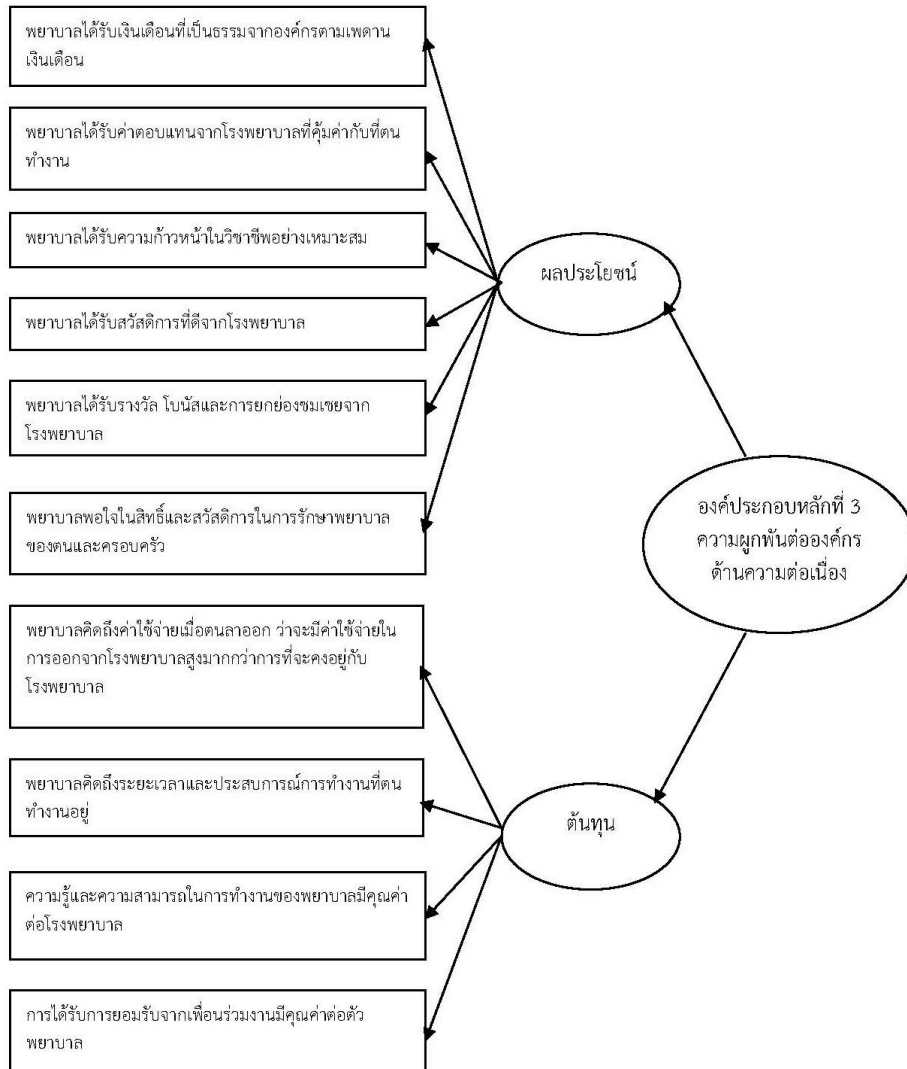 พยาบาลได้รับเงินเดือนที่เป็นธรรมจากองค์กรตามเพดาน
เงินเดือน
พยาบาลได้รับค่าตอบแทนจากโรงพยาบาลที่คุ้มค่ากับที่ตน
ทำงาน
พยาบาลได้รับความก้าวหน้าในวิชาชีพอย่างเหมาะสม
พยาบาลได้รับสวัสดิการที่ดีจากโรงพยาบาล
พยาบาลได้รับรางวัล โบนัสและการยกย่องชมเชยจาก
โรงพยาบาล
พยาบาลพอใจในสิทธิ์และสวัสดิการในการรักษาพยาบาล
ของตนและครอบครัว
ผลประโยชน์
องค์ประกอบหลักที่ 3
ความผูกพันต่อองค์กร
ด้านความต่อเนื่อง
พยาบาลคิดถึงค่าใช้จ่ายเมื่อตนลาออก ว่าจะมีค่าใช้จ่ายใน
การออกจากโรงพยาบาลสูงมากกว่าการที่จะคงอยู่กับ
โรงพยาบาล
พยาบาลคิดถึงระยะเวลาและประสบการณ์การทำงานที่ตน
ทำงานอยู่
ความรู้และความสามารถในการทำงานของพยาบาลมีคุณค่า
ต่อโรงพยาบาล
การได้รับการยอมรับจากเพื่อนร่วมงานมีคุณค่าต่อตัว
พยาบาล
ต้นทุน